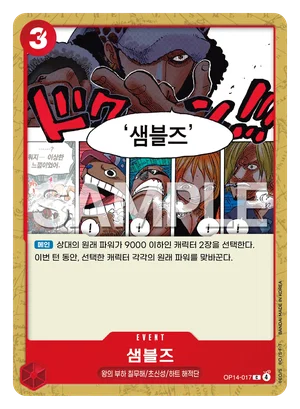 3
ドクン!!!
‘샘블즈’
SAMPLE
메인 상대의 원래 파워가 9000 이하인 캐릭터 2장을 선택한다.
이번 턴 동안, 선택한 캐릭터 각각의 원래 파워를 맞바꾼다.
EVENT
샘블즈
왕의 부하 칠무해/초신성/하트 해적단
OP14-017